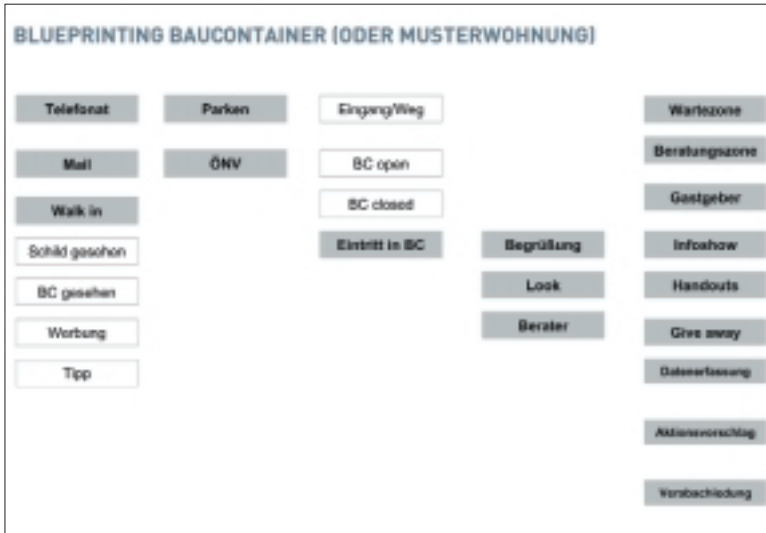 BLUEPRINTING BAUCONTAINER (ODER MUSTERWOHNUNG)
Telefonat
Mail
Walk in
Schild gesehen
BC gesehen
Werbung
Tipp
Parken
ÖNV
Eingang/Weg
BC open
BC closed
Eintritt in BC
Begrüßung
Look
Berater
Wartezone
Beratungszone
Gastgeber
Infoshow
Handouts
Give away
Datenerfassung
Aktionsvorschlag
Verabschiedung